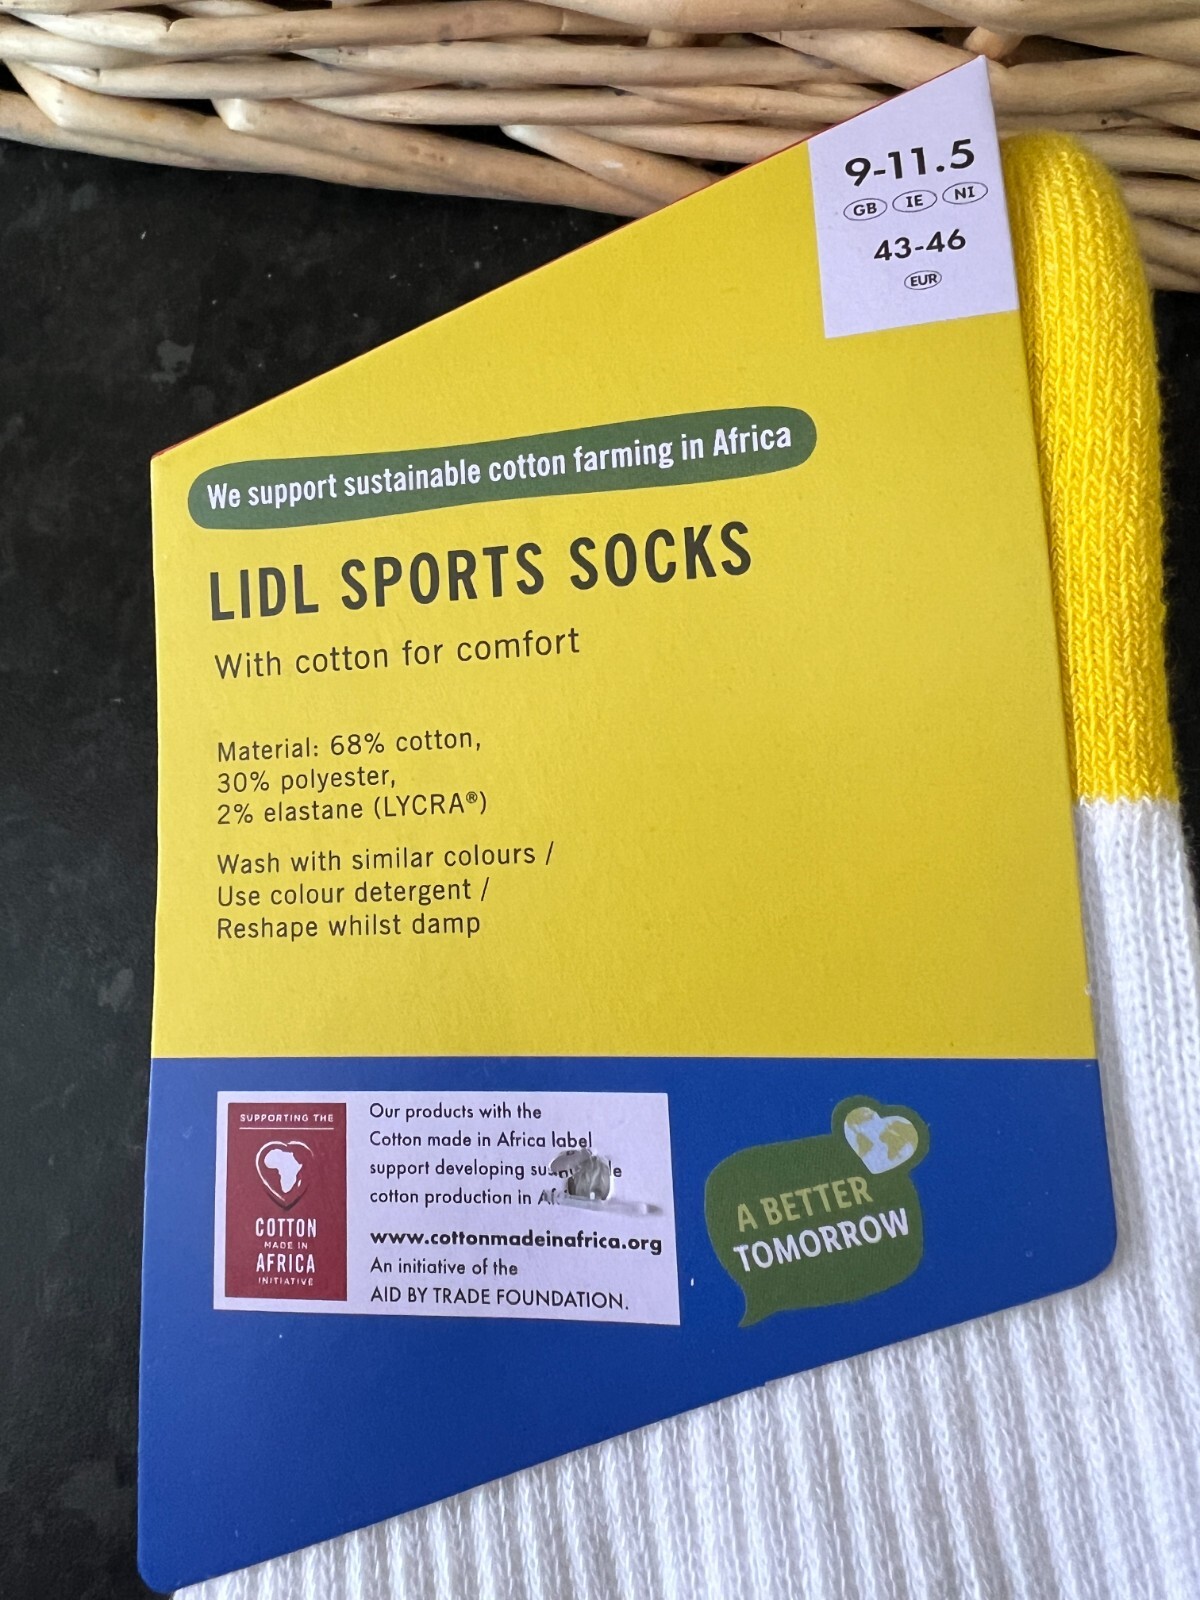 9-11.5
GB IE NI
43-46
EUR
We support sustainable cotton farming in Africa
LIDL SPORTS SOCKS
With cotton for comfort
Material: 68% cotton,
30% polyester,
2% elastane (LYCRA®)
Wash with similar colours /
Use colour detergent /
Reshape whilst damp
SUPPORTING THE
COTTON
MADE IN
AFRICA
INITIATIVE
Our products with the
Cotton made in Africa label
support developing
cotton production in
www.cottonmadeinafrica.org
An initiative of the
AID BY TRADE FOUNDATION.
A BETTER
TOMORROW